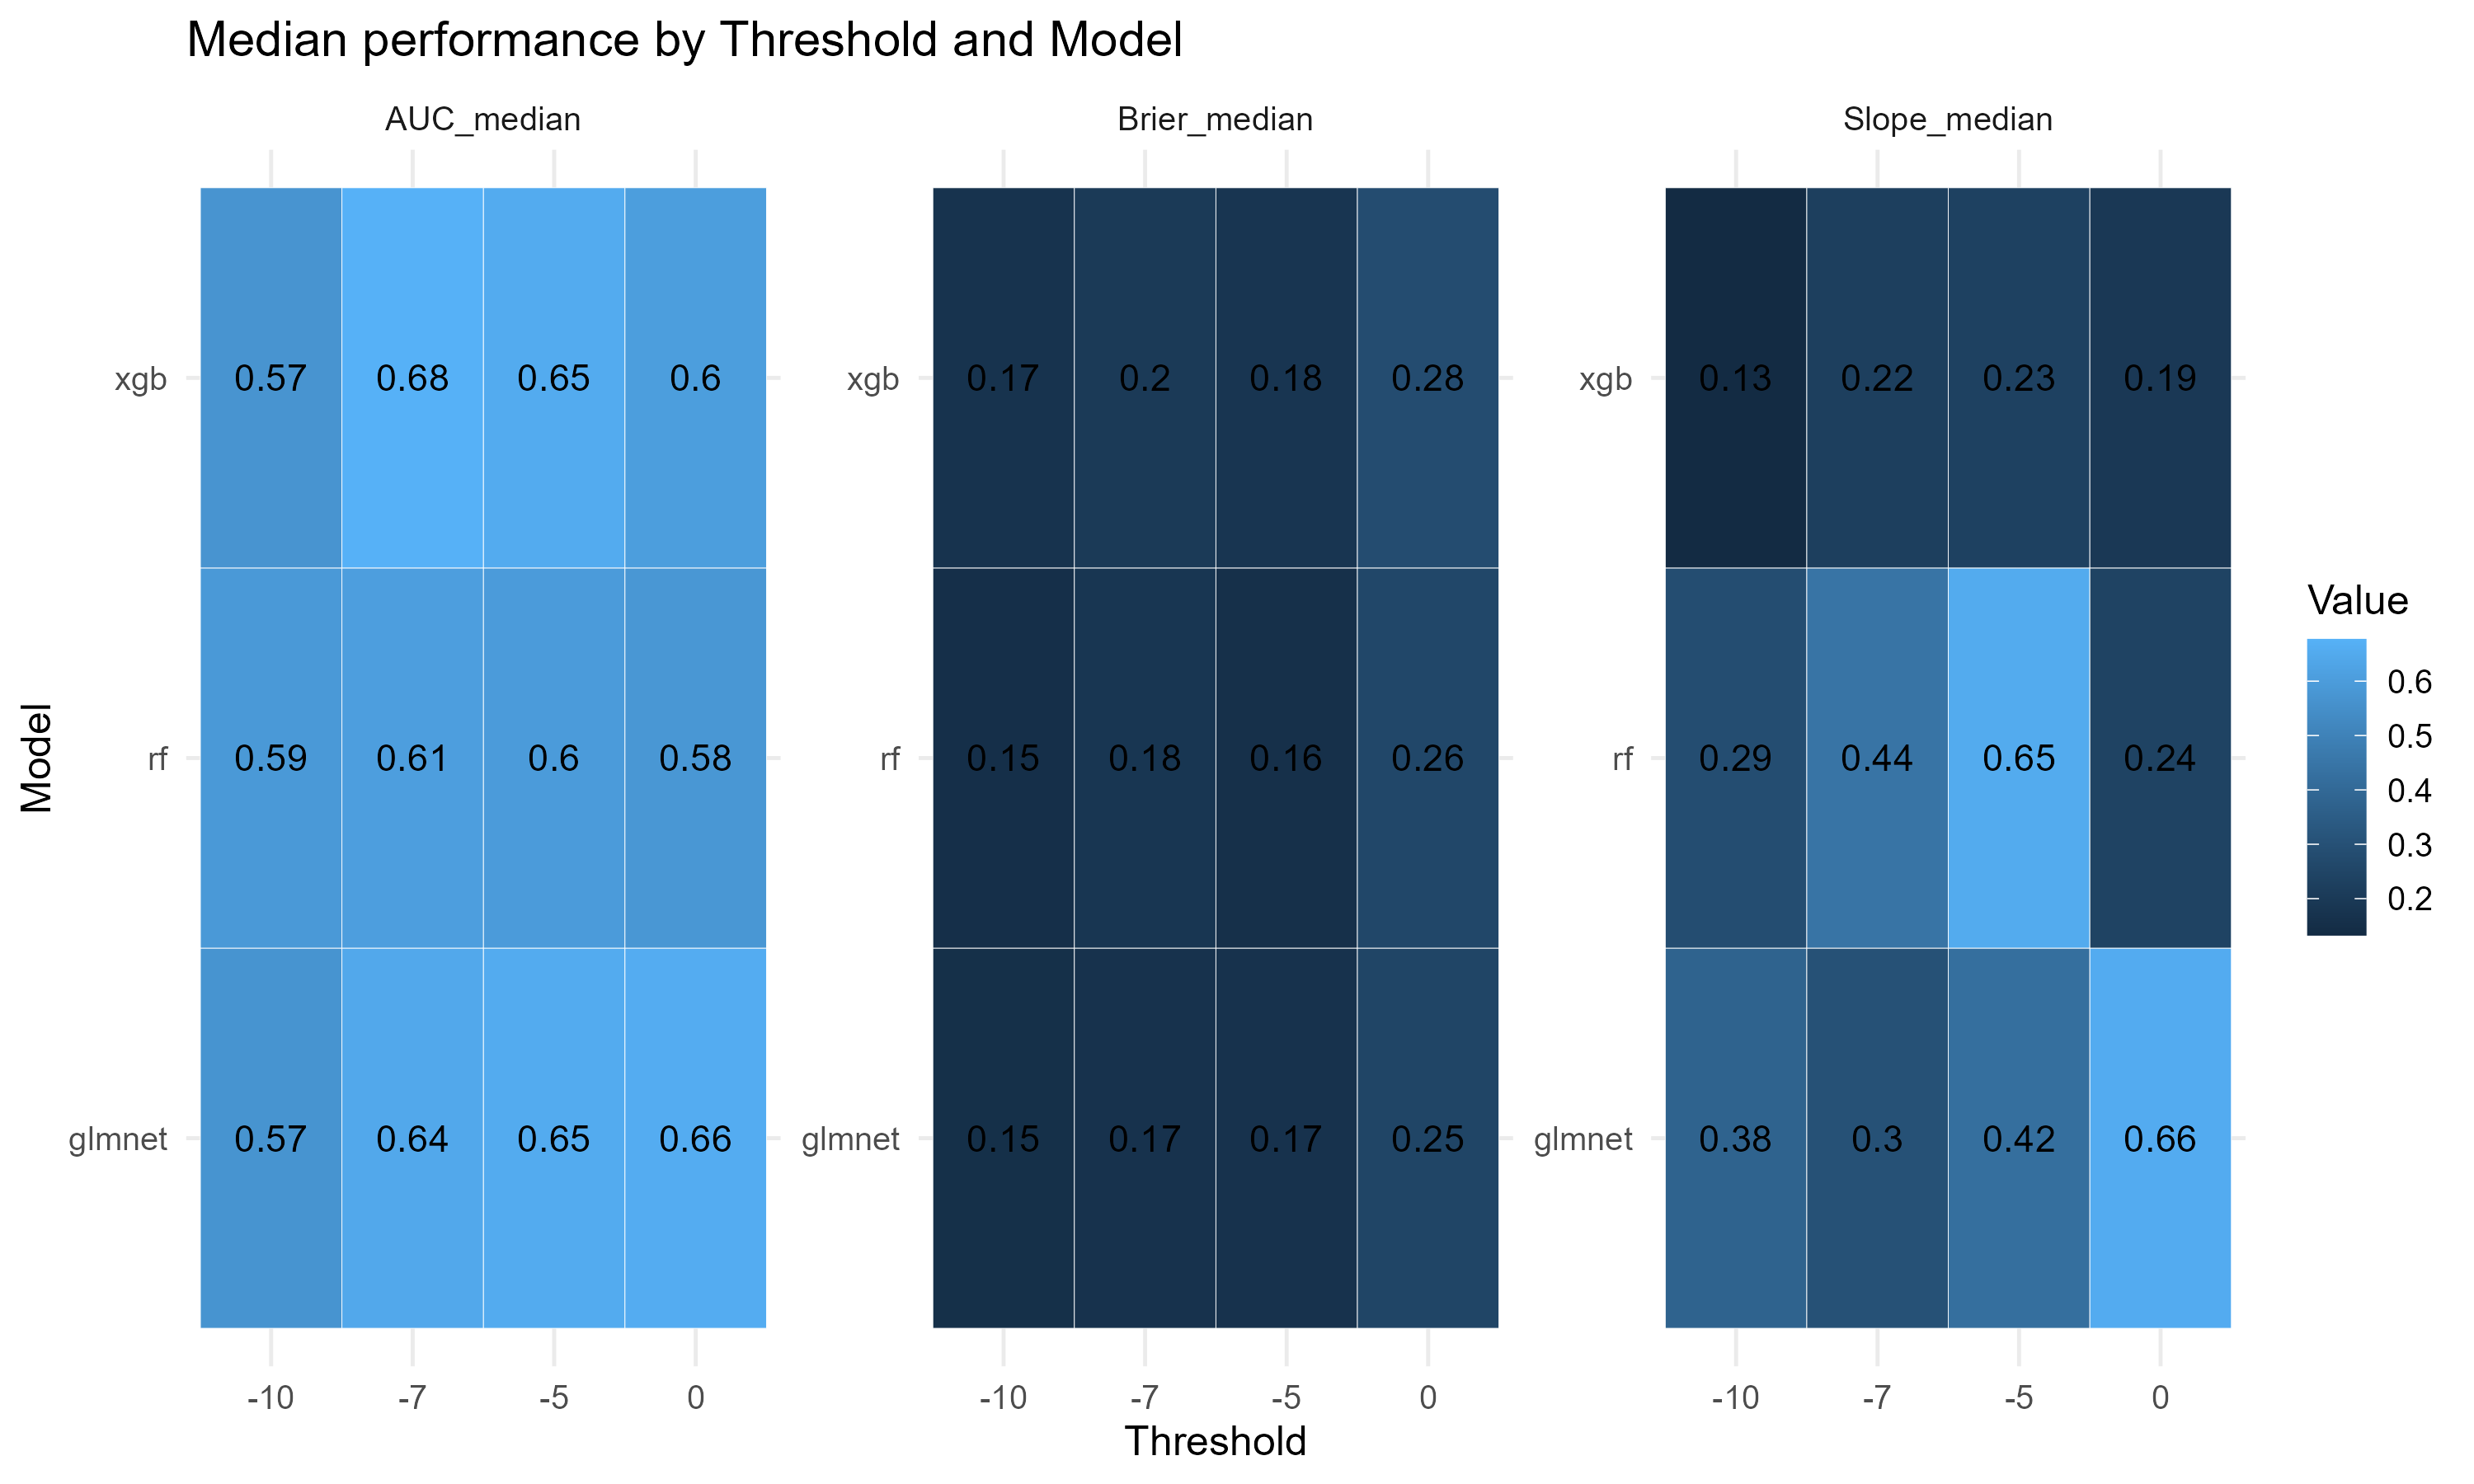 Median performance by Threshold and Model
AUC_median Brier_median Slope_median
xgb 0.57 0.68 0.65 0.6 xgb 0.17 0.2 0.18 0.28 xgb 0.13 0.22 0.23 0.19
rf 0.59 0.61 0.6 0.58 rf 0.15 0.18 0.16 0.26 rf 0.29 0.44 0.65 0.24
glmnet 0.57 0.64 0.65 0.66 glmnet 0.15 0.17 0.17 0.25 glmnet 0.38 0.3 0.42 0.66
-10 -7 -5 0 -10 -7 -5 0 -10 -7 -5 0
Threshold
Model
Value
0.6
0.5
0.4
0.3
0.2